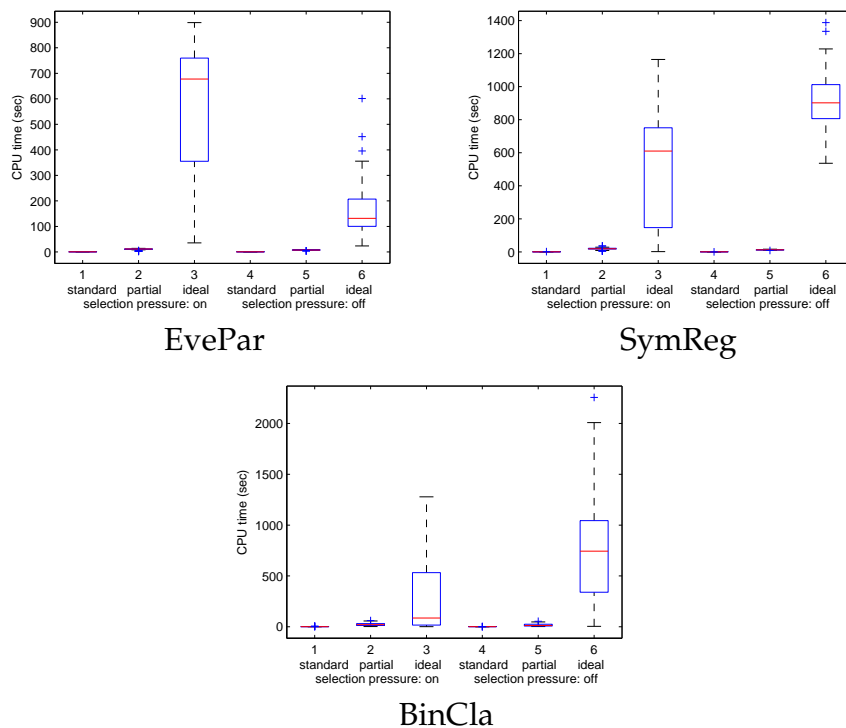 900
800
700
600
500
400
300
200
100
0
CPU time (sec)
1 2 3 4 5 6
standard partial ideal standard partial ideal
selection pressure: on selection pressure: off
EvePar
1400
1200
1000
800
600
400
200
0
CPU time (sec)
1 2 3 4 5 6
standard partial ideal standard partial ideal
selection pressure: on selection pressure: off
SymReg
2000
1500
1000
500
0
CPU time (sec)
1 2 3 4 5 6
standard partial ideal standard partial ideal
selection pressure: on selection pressure: off
BinCla